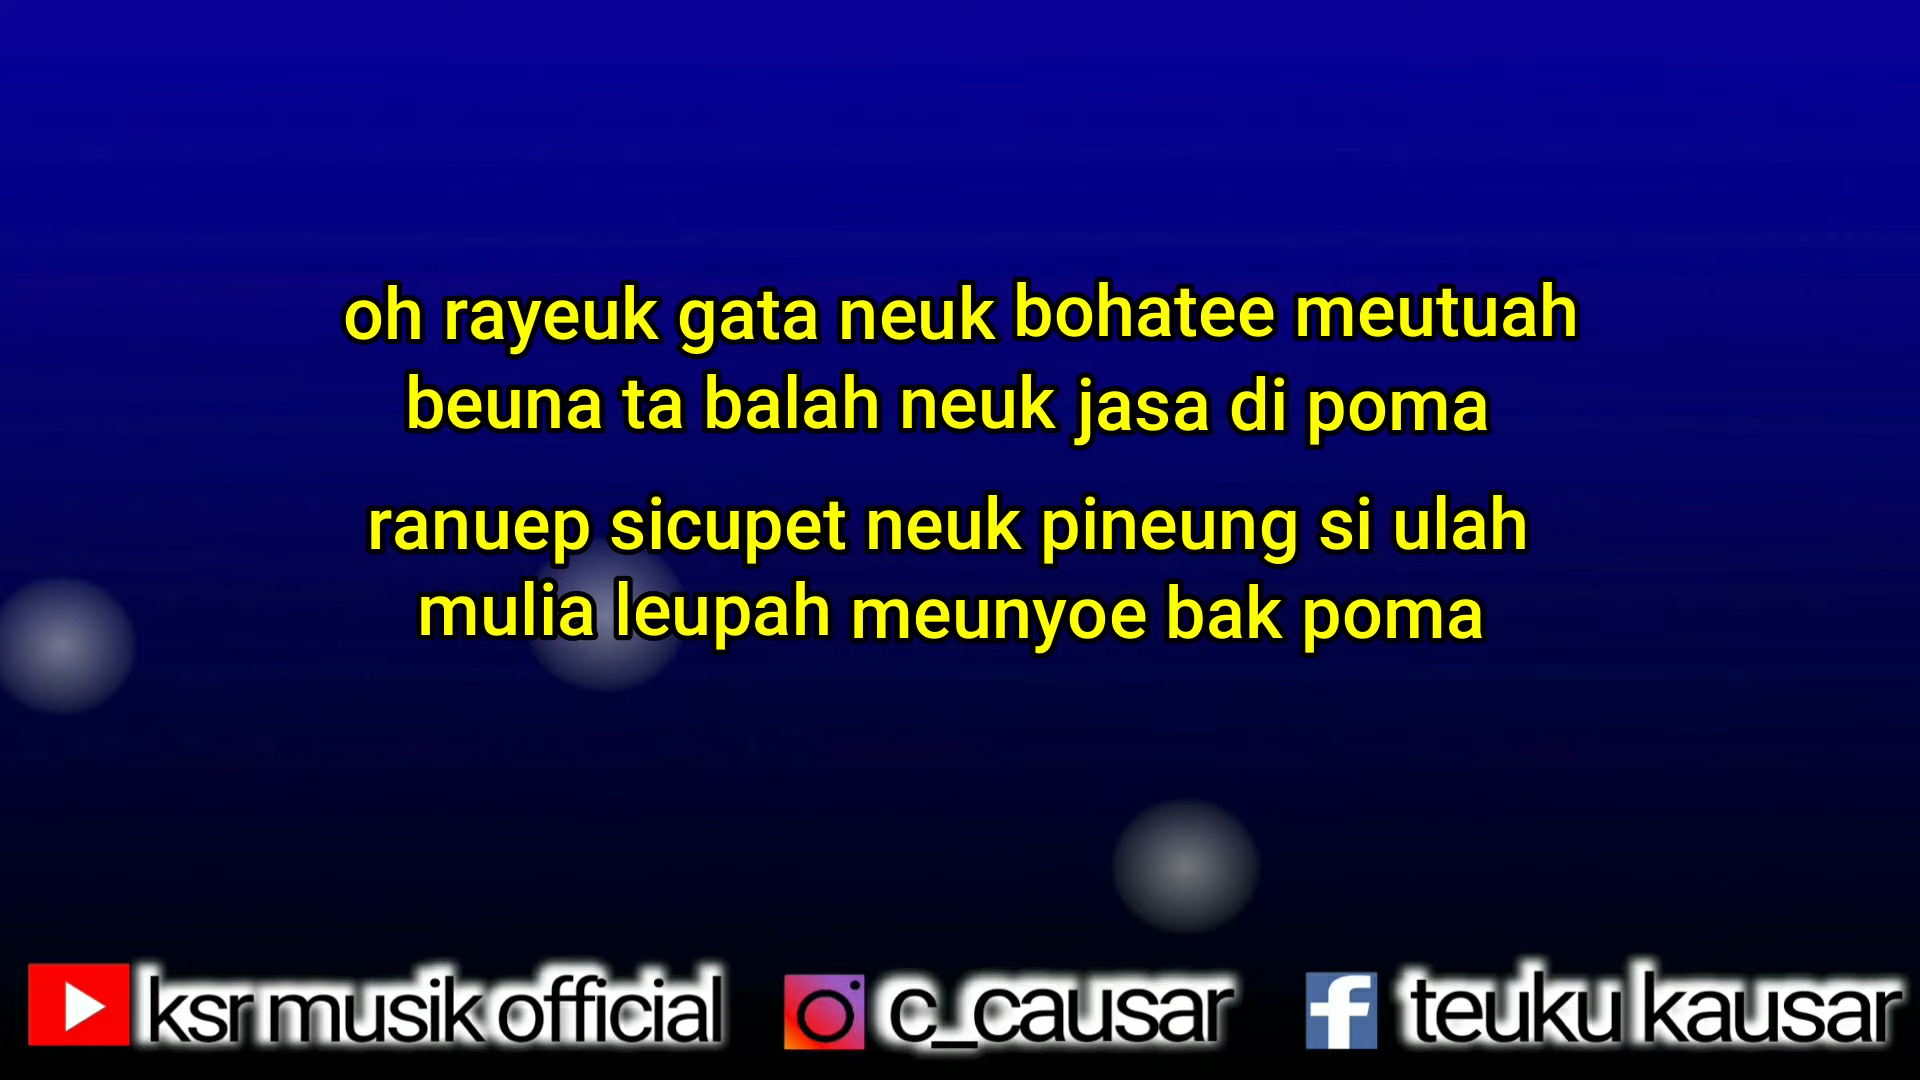 oh rayeuk gata neuk bohatee meutuah
beuna ta balah neuk jasa di poma
ranuep sicupet neuk pineung si ulah
mulia leupah meunyoe bak poma
ksr musik official c_causar teuku kausar